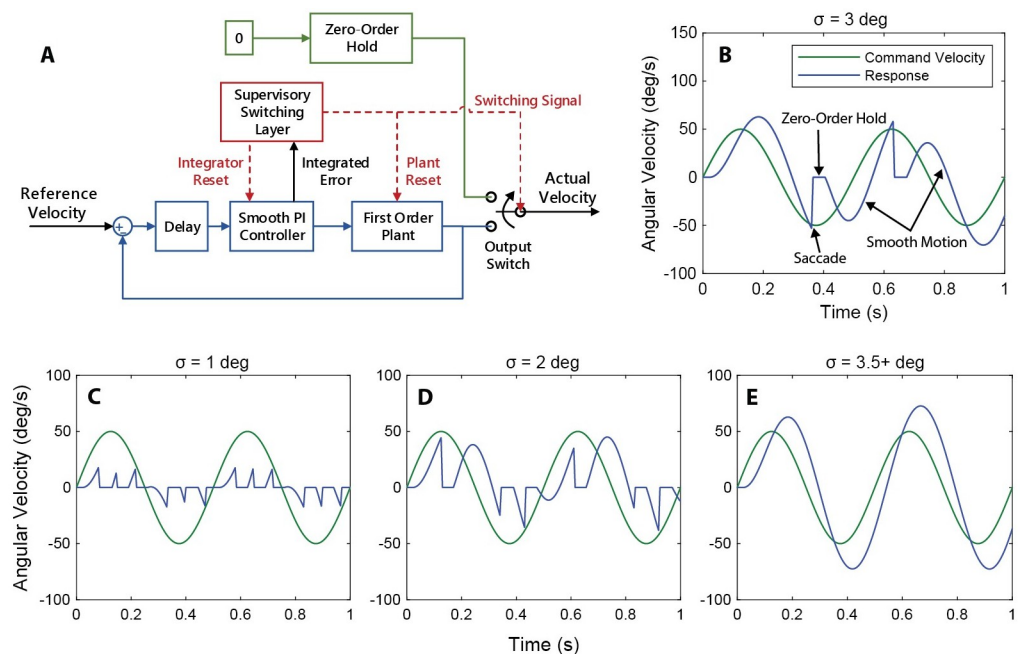 A
0
Zero-Order
Hold
Supervisory
Switching
Layer
Switching Signal
Integrator
Reset
Integrated
Error
Plant
Reset
Reference
Velocity
+
−
Delay
Smooth PI
Controller
First Order
Plant
Output
Switch
Actual
Velocity
σ = 3 deg
B
Command Velocity
Response
Zero-Order Hold
Saccade
Smooth Motion
Angular Velocity (deg/s)
150
100
50
0
-50
-100
0 0.2 0.4 0.6 0.8 1
Time (s)
σ = 1 deg
C
Angular Velocity (deg/s)
100
50
0
-50
-100
0 0.2 0.4 0.6 0.8 1
σ = 2 deg
D
100
50
0
-50
-100
0 0.2 0.4 0.6 0.8 1
σ = 3.5+ deg
E
100
50
0
-50
-100
0 0.2 0.4 0.6 0.8 1
Time (s)